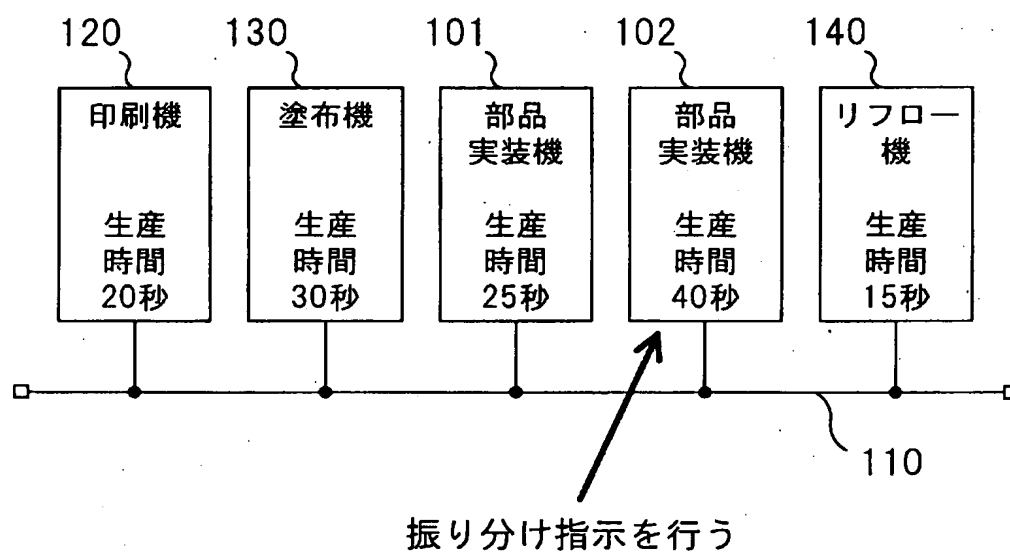 120 130 101 102 140
印刷機
生産
時間
20秒
塗布機
生産
時間
30秒
部品
実装機
生産
時間
25秒
部品
実装機
生産
時間
40秒
リフロー
機
生産
時間
15秒
110
振り分け指示を行う